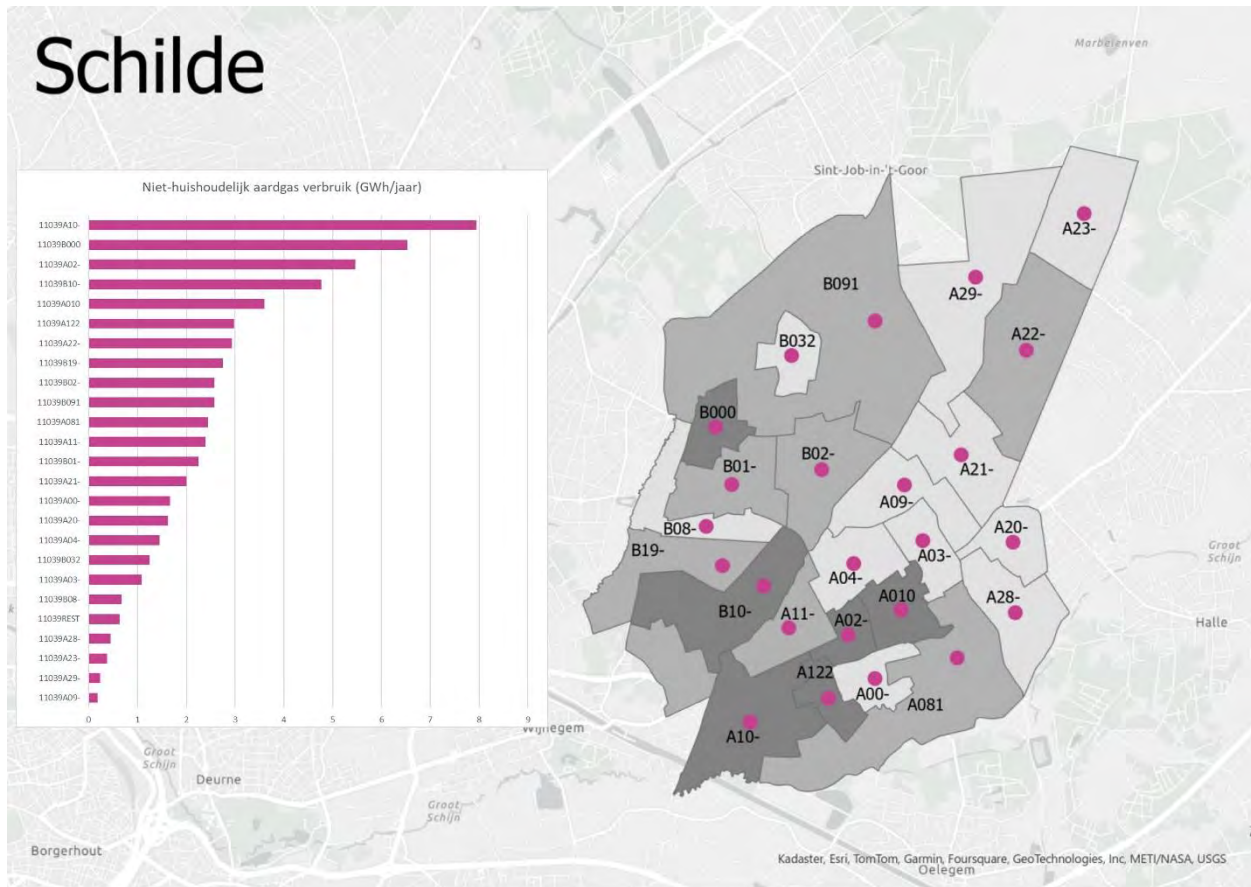 Schilde
Marbelenven
Sint-Job-in-'t-Goor
Niet-huishoudelijk aardgas verbruik (GWh/jaar)
11039A10-
11039B000
11039A02-
11039B10-
11039A010
11039A122
11039A22-
11039B19-
11039B02-
11039B091
11039A081
11039A11-
11039B01-
11039A21-
11039A00-
11039A20-
11039A04-
11039B032
11039A03-
11039B08-
11039REST
11039A28-
11039A23-
11039A29-
11039A09-
0 1 2 3 4 5 6 7 8 9
A23-
B091
A29-
B032
A22-
B000
B02-
B01-
A21-
A09-
B08-
A20-
B19-
A03-
A04-
A010
A28-
B10-
A11-
A02-
A122
A00-
A081
A10-
Groot
Schijn
Halle
Wijnegem
Groot
Schijn
Deurne
Groot
Schijn
Borgerhout
Kadaster, Esri, TomTom, Garmin, Foursquare, GeoTechnologies, Inc, METI/NASA, USGS
Oelegem